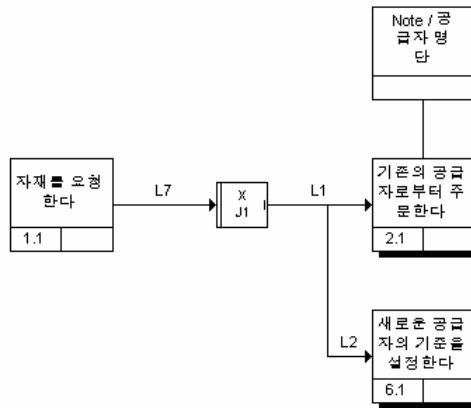 Note / 공
급자 명
단
자재를 요청
한다
1.1
L7
X
J1
L1
기존의 공급
자로부터 주
문한다
2.1
L2
새로운 공급
자의 기준을
설정한다
6.1